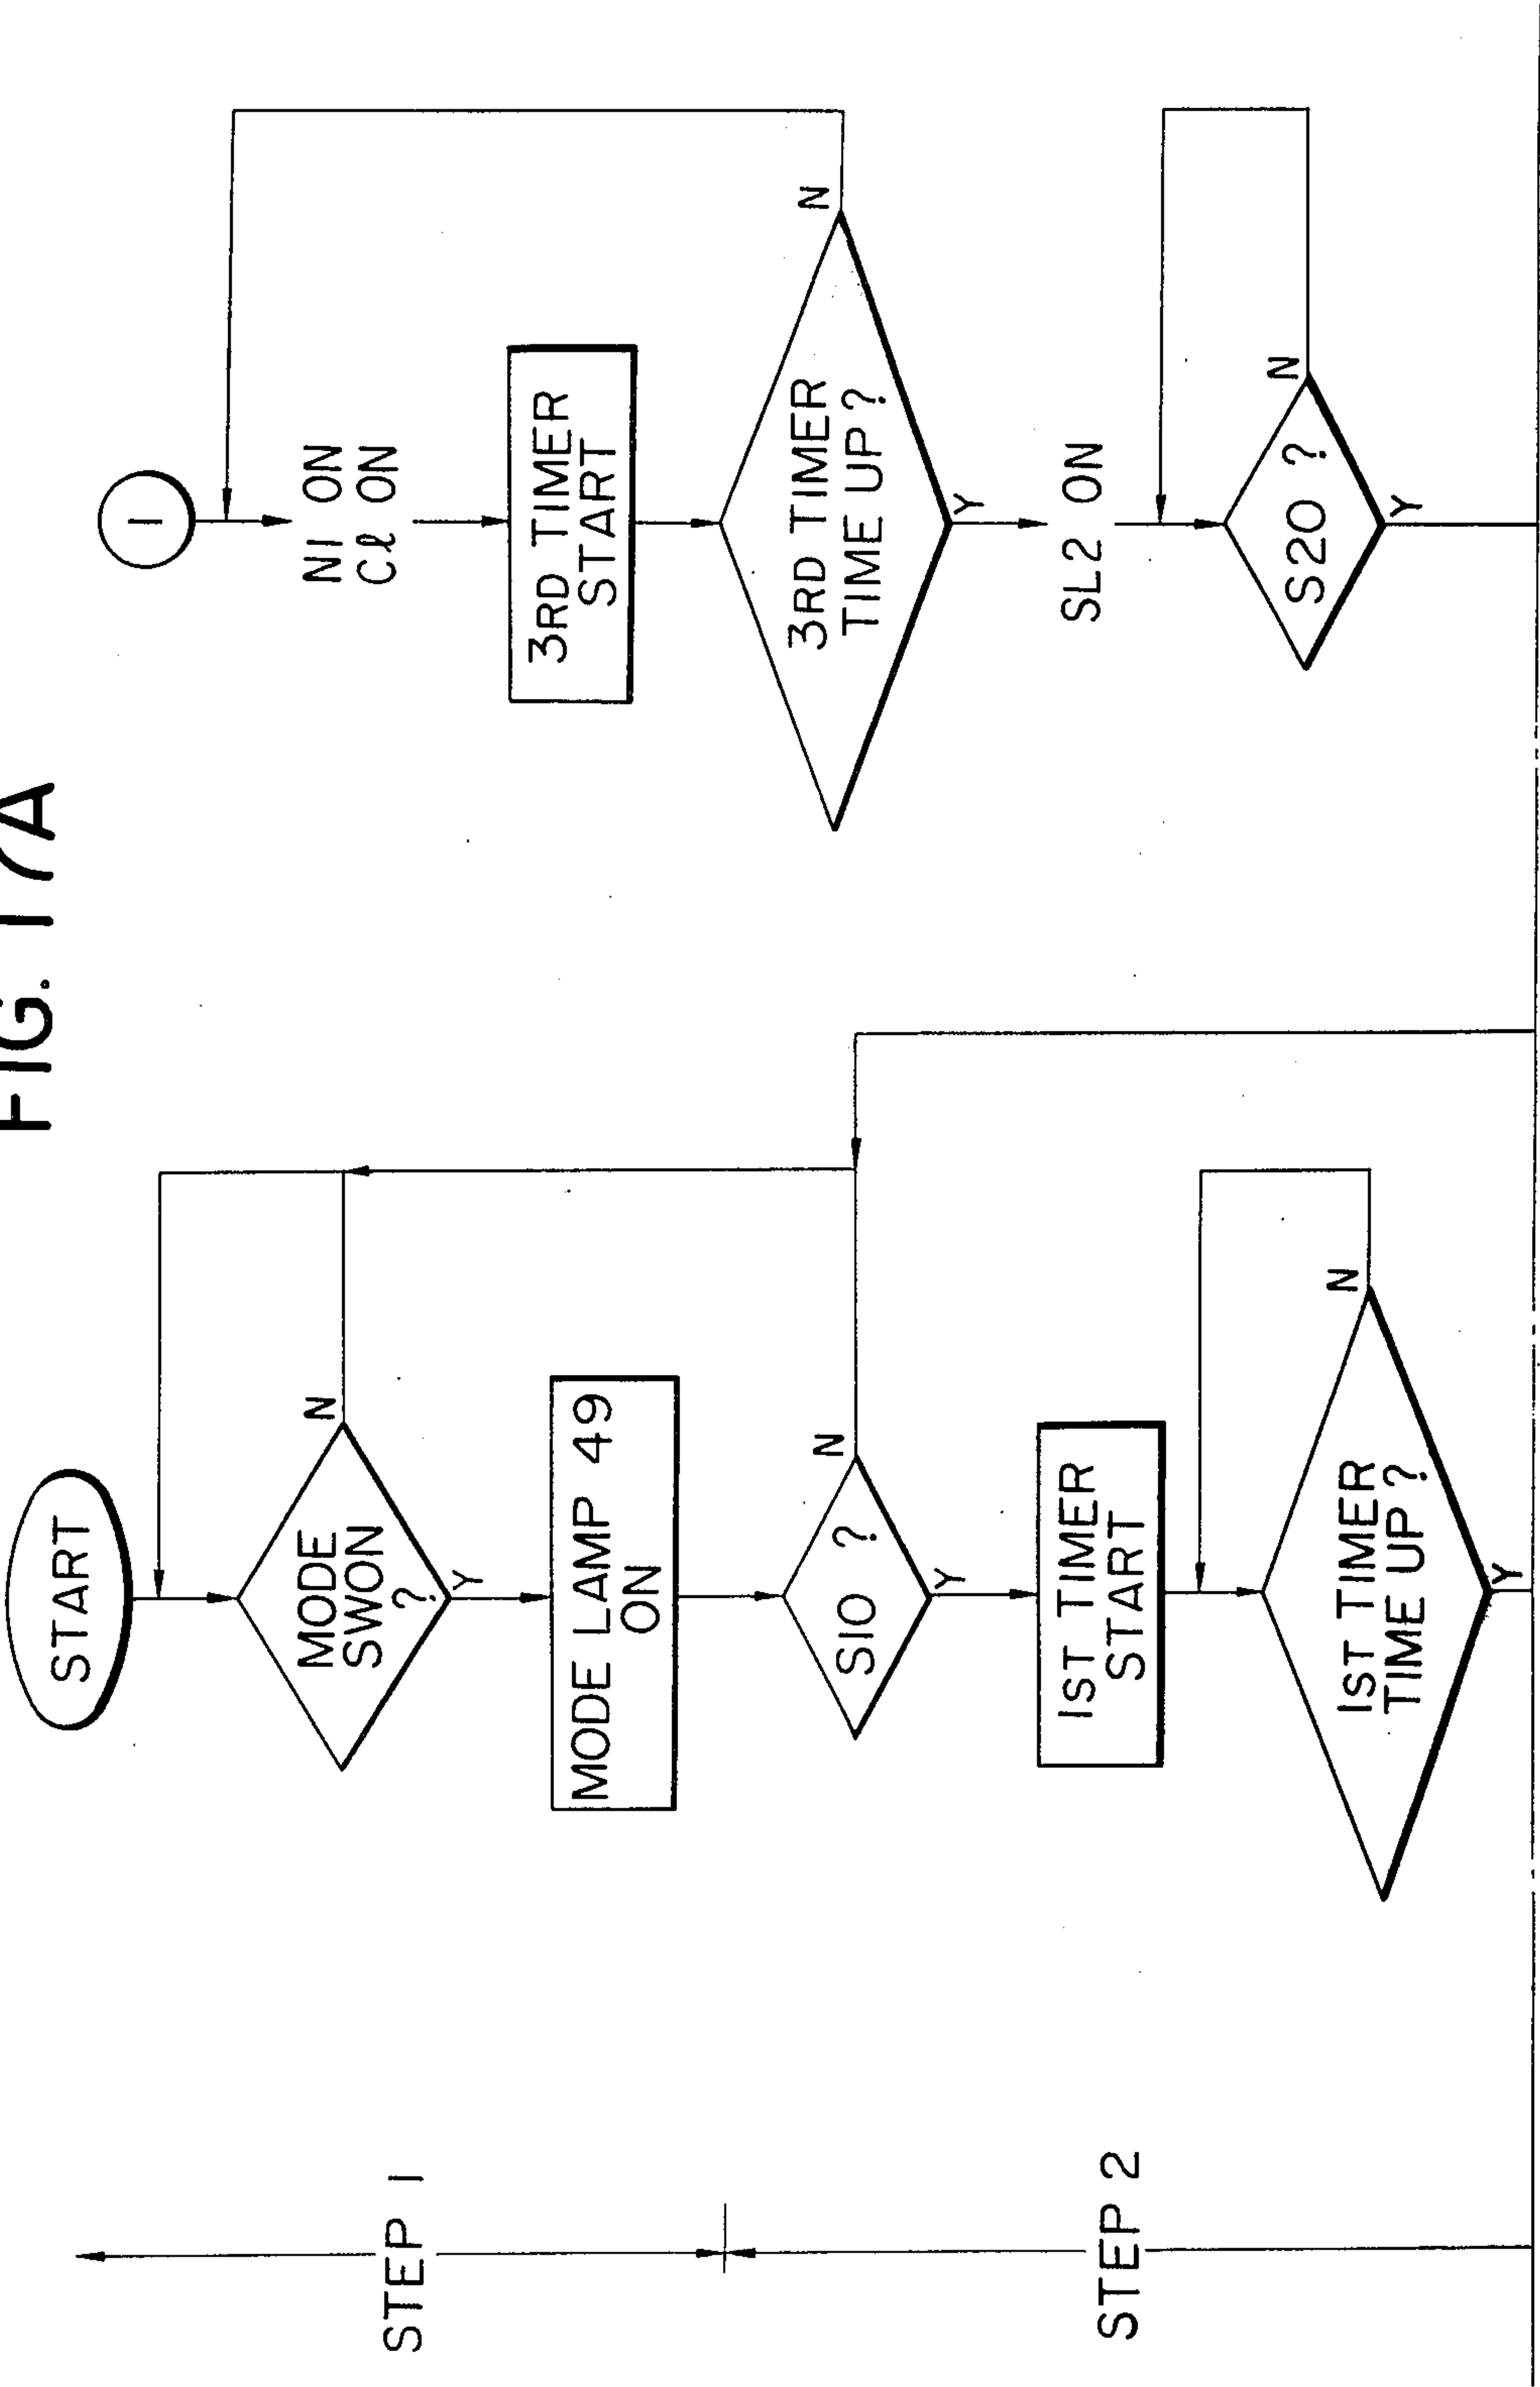 FIG. 17A
STEP 1
STEP 2
START
MODE
SWON
?
N
Y
MODE LAMP 49
ON
S10 ?
N
Y
1ST TIMER
START
1ST TIMER
TIME UP ?
N
Y
1
N1 ON
Cℓ ON
3RD TIMER
START
3RD TIMER
TIME UP ?
N
Y
SL2 ON
S20 ?
N
Y